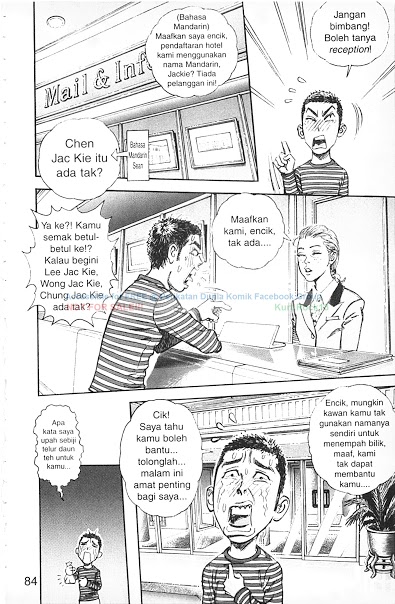 Jangan
bimbang!
Boleh tanya
reception!
(Bahasa
Mandarin)
Maafkan saya encik,
pendaftaran hotel
kami menggunakan
nama Mandarin,
Jackie? Tiada
pelanggan ini!
Mail & Inf
Chen
Jac Kie itu
ada tak?
Bahasa
Mandarin
Sean
Maafkan
kami, encik,
tak ada....
Ya ke?! Kamu
semak betul-
betul ke!?
Kalau begini
Lee Jac Kie,
Wong Jac Kie,
Chung Jac Kie,
ada tak?
FOR
Komik Facebook
Encik, mungkin
kawan kamu tak
gunakan namanya
sendiri untuk
menempah bilik,
maaf, kami
tak dapat
membantu
kamu....
Cik!
Saya tahu
kamu boleh
bantu...
tolonglah...
malam ini
amat penting
bagi saya...
Apa
kata saya
upah sebiji
telur daun
teh untuk
kamu...
84